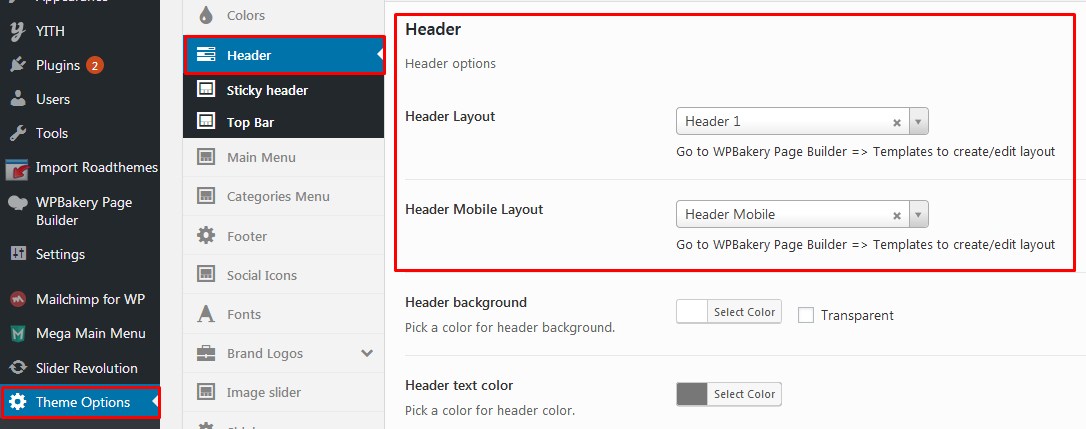 Appearance
YITH
Plugins 2
Users
Tools
Import Roadthemes
WPBakery Page
Builder
Settings
Mailchimp for WP
Mega Main Menu
Slider Revolution
Theme Options
Colors
Header
Sticky header
Top Bar
Main Menu
Categories Menu
Footer
Social Icons
Fonts
Brand Logos
Image slider
Header
Header options
Header Layout
Header 1
Go to WPBakery Page Builder => Templates to create/edit layout
Header Mobile Layout
Header Mobile
Go to WPBakery Page Builder => Templates to create/edit layout
Header background
Pick a color for header background.
Select Color
Transparent
Header text color
Pick a color for header color.
Select Color